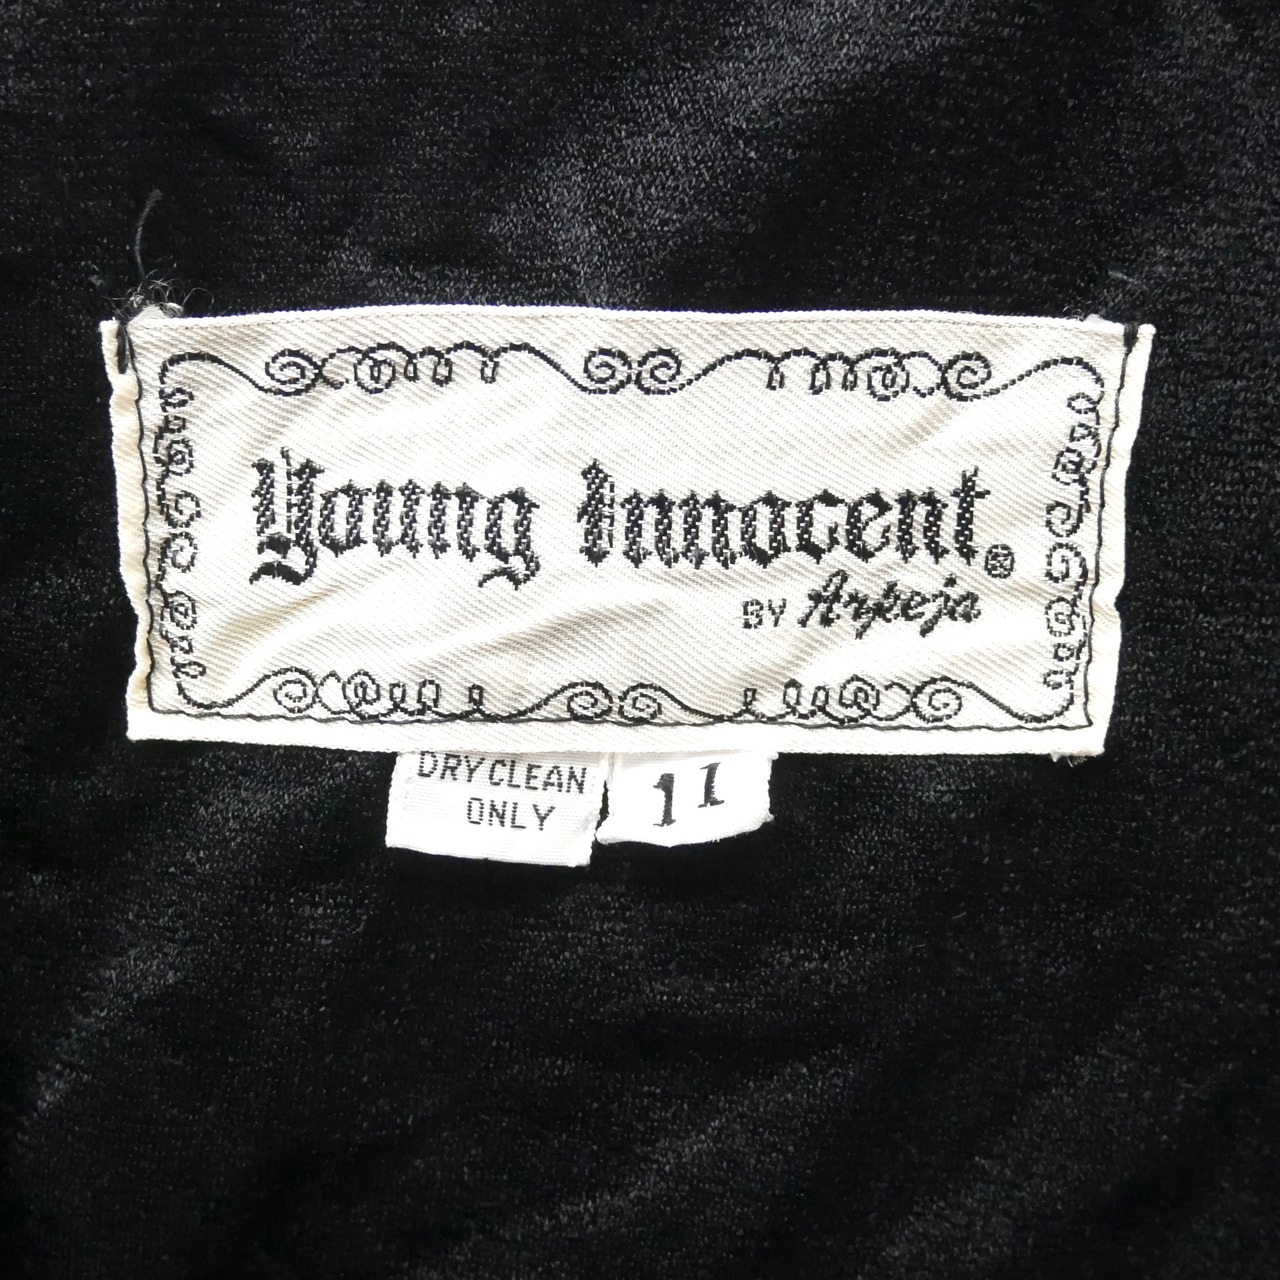 Young Innocent®
BY Arpeja
DRY CLEAN
ONLY
11